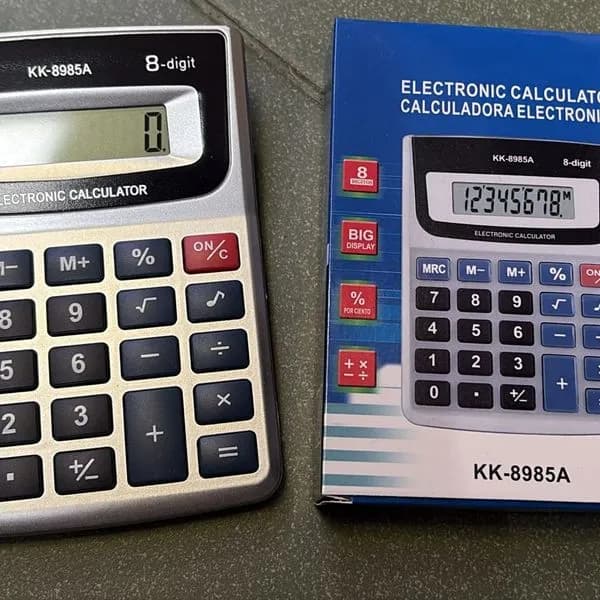 KK-8985A 8-digit
0.
LECTRONIC CALCULATOR
M− M+ % ON/C
8 9 √ ♪
5 6 − ÷
2 3 + ×
. +/− =
ELECTRONIC CALCULATO
CALCULADORA ELECTRONI
8
BIG
DISPLAY
%
POR CIENTO
+ × − ÷
KK-8985A 8-digit
12345678.M
ELECTRONIC CALCULATOR
MRC M− M+ % ON
7 8 9 √
4 5 6 −
1 2 3 +
0 . +/−
KK-8985A